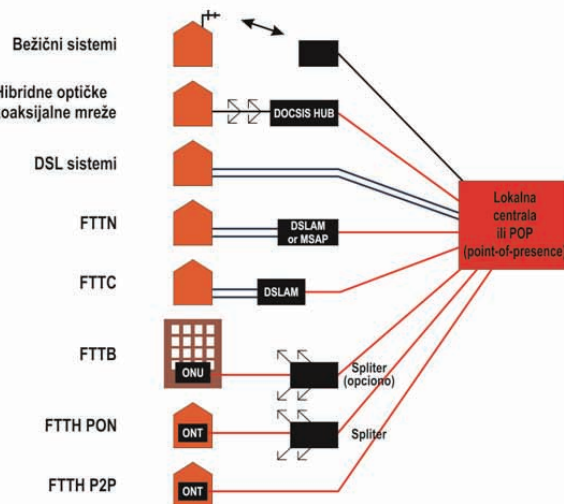 Bežični sistemi
Hibridne optičke
koaksijalne mreže
DOCSIS HUB
DSL sistemi
Lokalna
centrala
ili POP
(point-of-presence)
FTTN
DSLAM
or MSAP
FTTC
DSLAM
FTTB
ONU
Spliter
(opciono)
FTTH PON
ONT
Spliter
FTTH P2P
ONT